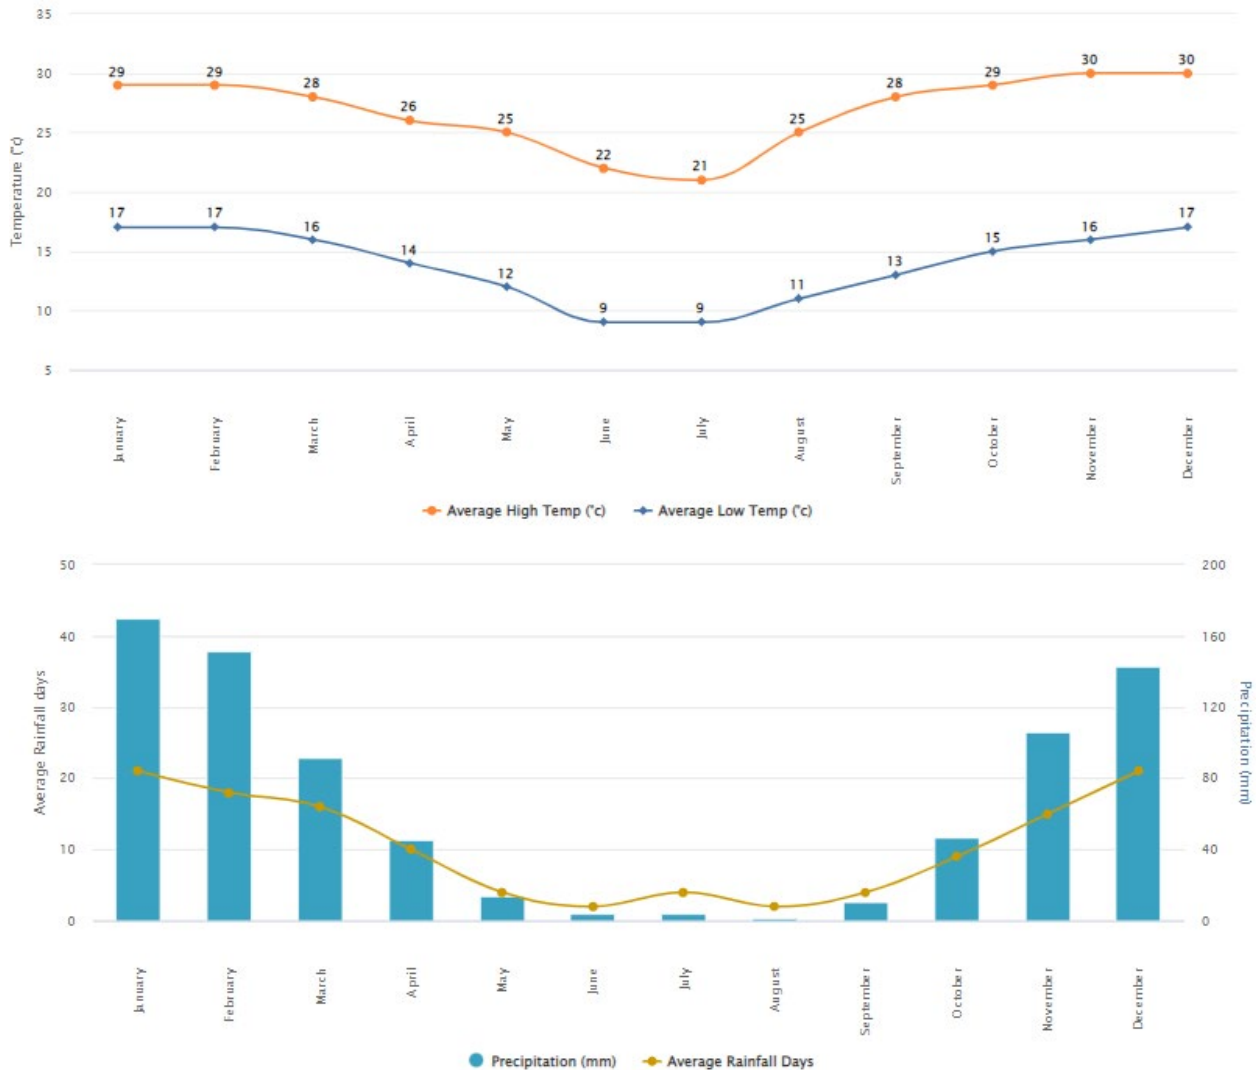 35
30
25
20
15
10
5
Temperature (°c)
29 29 28 26 25 22 21 25 28 29 30 30
17 17 16 14 12 9 9 11 13 15 16 17
January February March April May June July August September October November December
Average High Temp (°c) Average Low Temp (°c)
50 200
40 160
30 120
20 80
10 40
0 0
Average Rainfall days
Precipitation (mm)
January February March April May June July August September October November December
Precipitation (mm) Average Rainfall Days